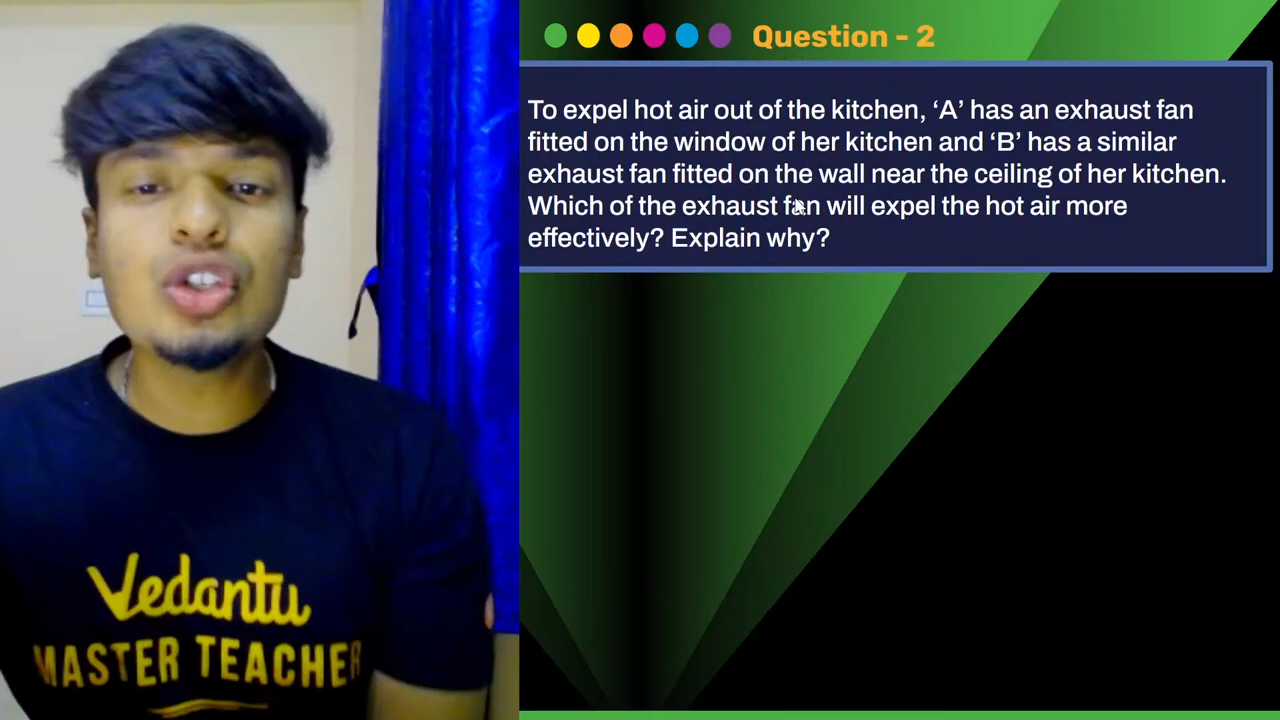 Question - 2
To expel hot air out of the kitchen, ‘A’ has an exhaust fan
fitted on the window of her kitchen and ‘B’ has a similar
exhaust fan fitted on the wall near the ceiling of her kitchen.
Which of the exhaust fan will expel the hot air more
effectively? Explain why?
Vedantu
MASTER TEACHER